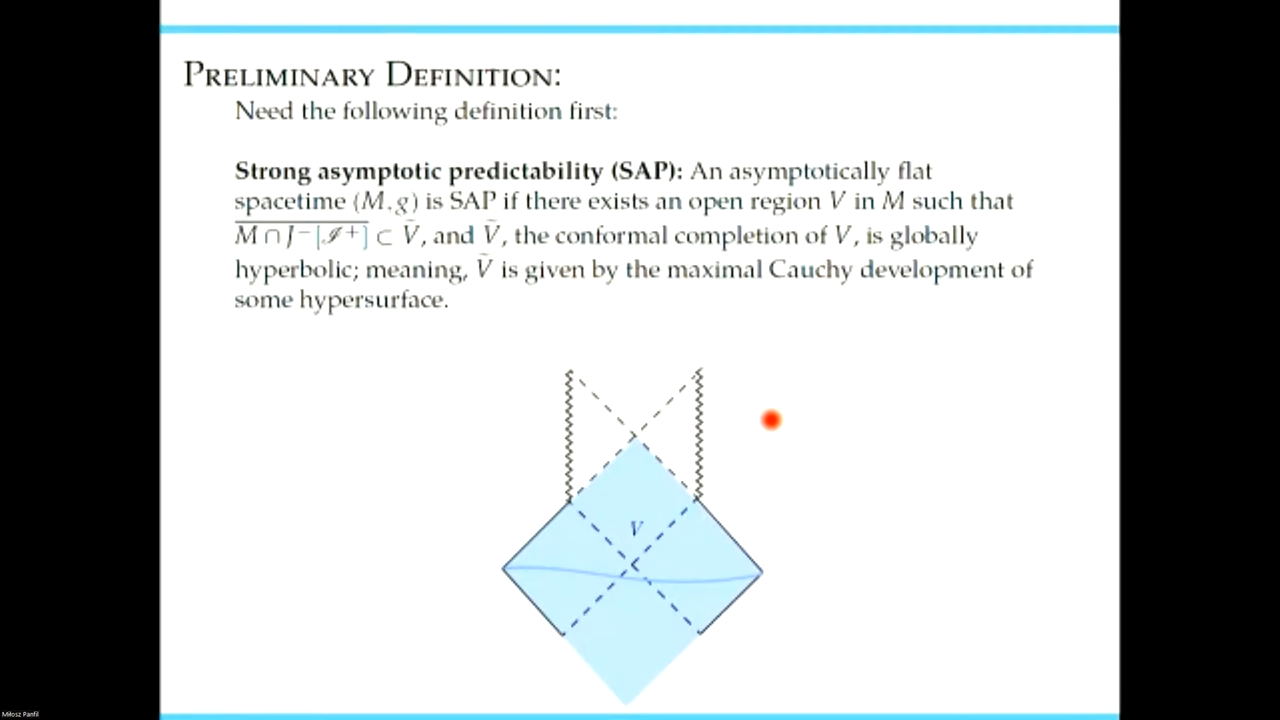 PRELIMINARY DEFINITION:
Need the following definition first:
Strong asymptotic predictability (SAP): An asymptotically flat
spacetime (M, g) is SAP if there exists an open region V in M such that
M ∩ J⁻[𝓘⁺] ⊂ Ṽ, and Ṽ, the conformal completion of V, is globally
hyperbolic; meaning, Ṽ is given by the maximal Cauchy development of
some hypersurface.
V
Miłosz Panfil